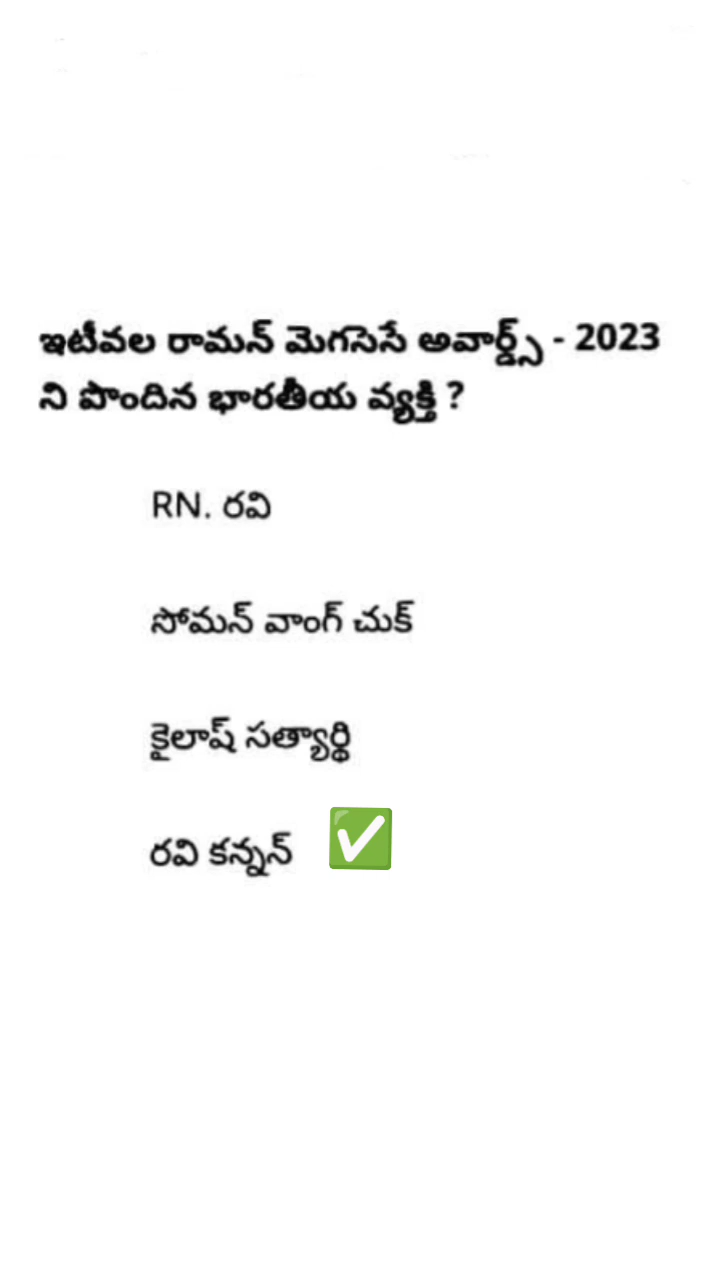 ఇటీవల రామన్ మెగసెసే అవార్డ్స్ - 2023
ని పొందిన భారతీయ వ్యక్తి ?
RN. రవి
సోమన్ వాంగ్ చుక్
కైలాష్ సత్యార్థి
రవి కన్నన్